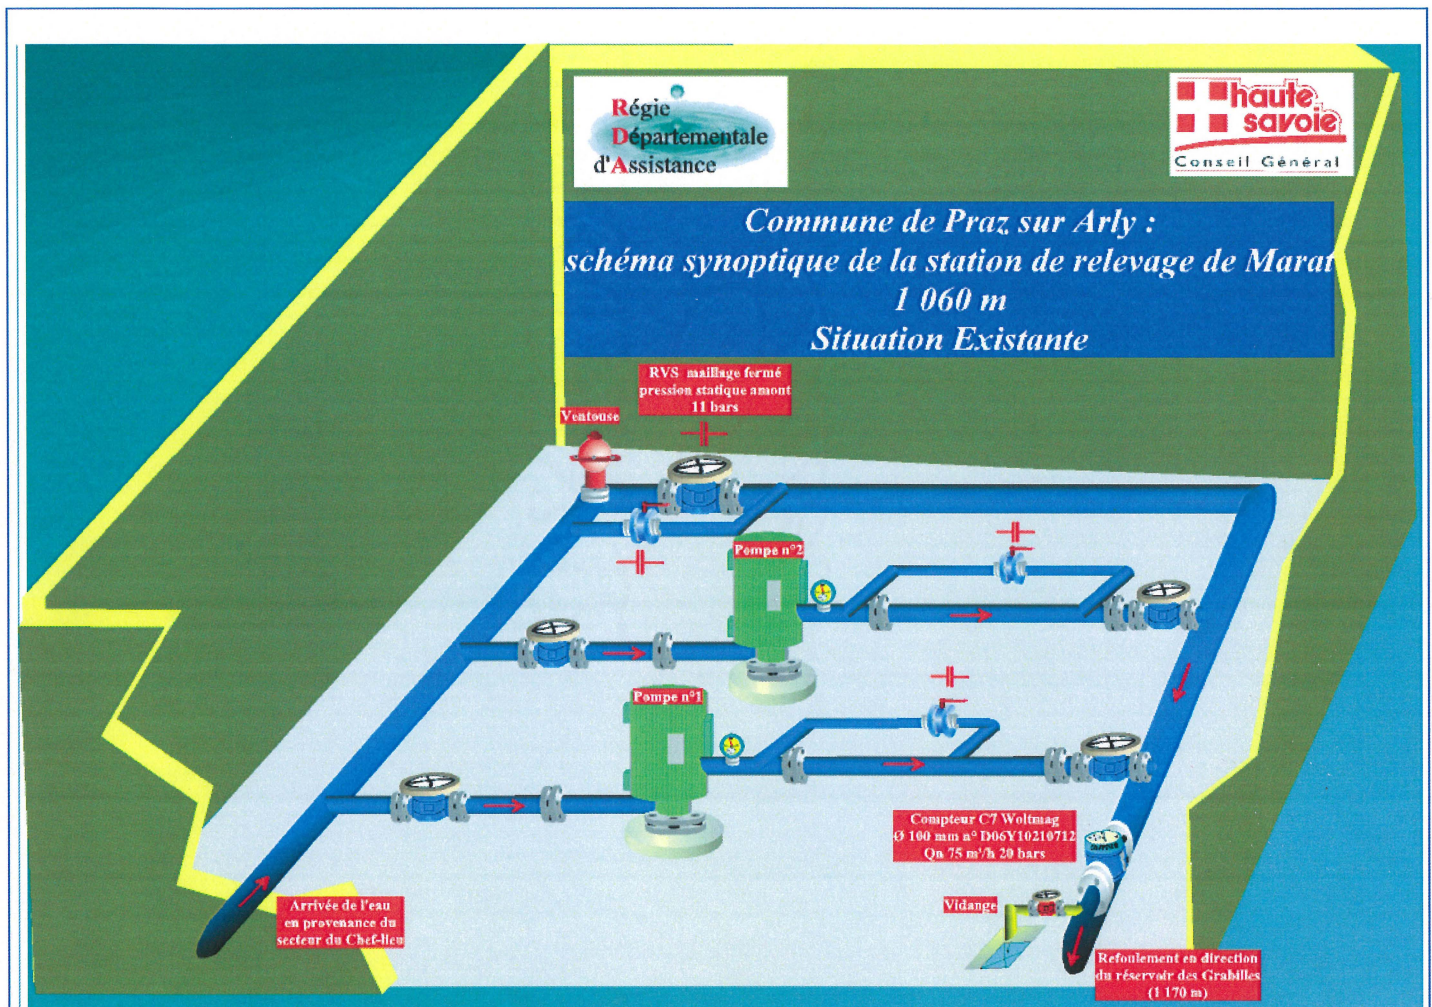 Régie
Départementale
d'Assistance
haute
savoie
Conseil Général
Commune de Praz sur Arly :
schéma synoptique de la station de relevage de Marat
1 060 m
Situation Existante
RVS maillage fermé
pression statique amont
11 bars
Ventouse
Pompe n°2
Pompe n°1
Compteur C7 Woltmag
Ø 100 mm n° D06Y10210712
Qn 75 m³/h 20 bars
Vidange
Arrivée de l'eau
en provenance du
secteur du Chef-lieu
Refoulement en direction
du réservoir des Grabilles
(1 170 m)